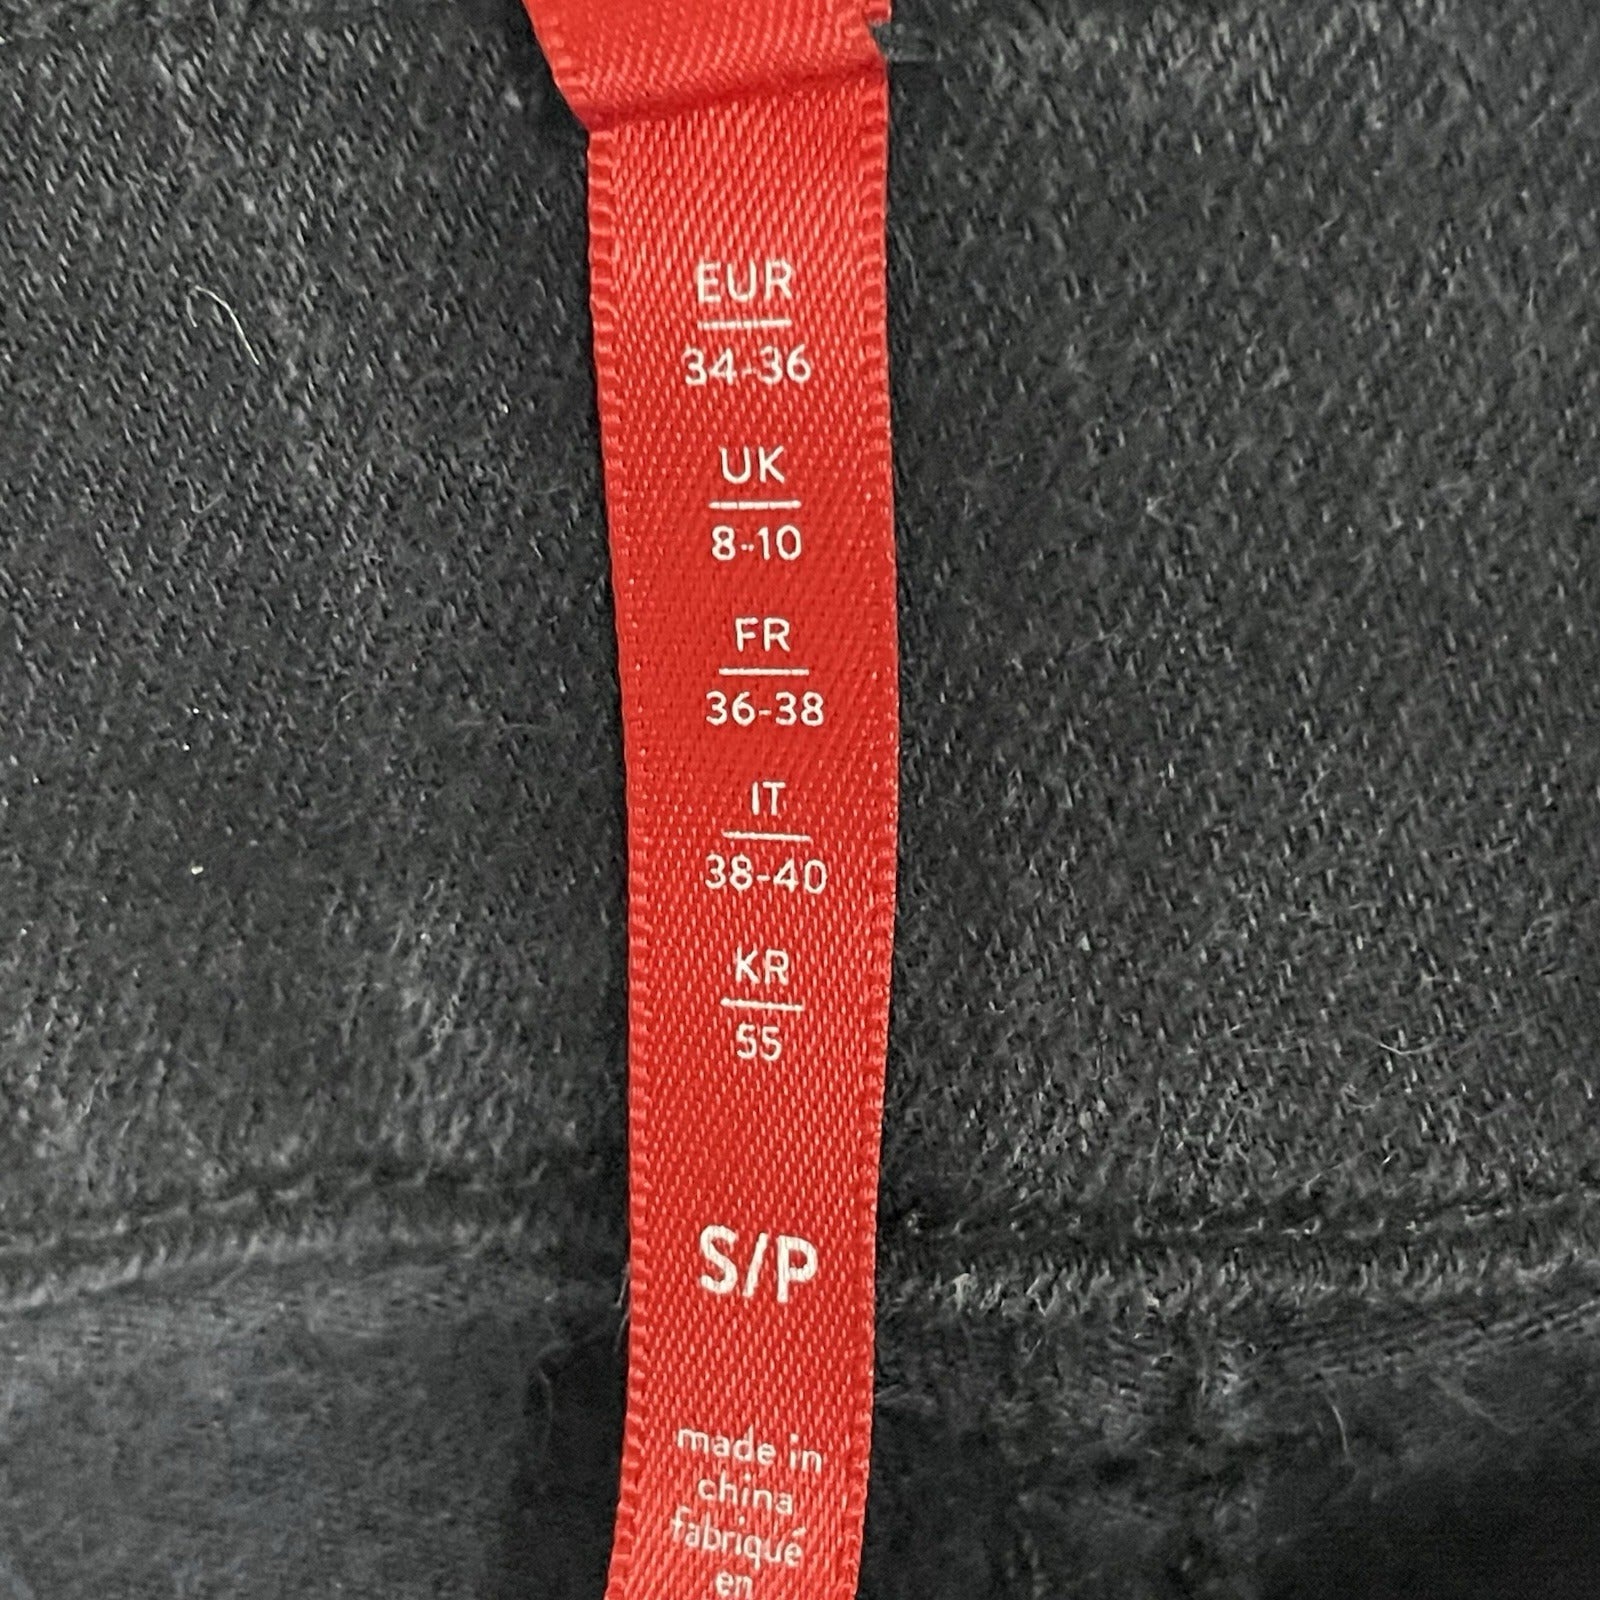 EUR
34-36
UK
8-10
FR
36-38
IT
38-40
KR
55
S/P
made in
china
fabriqué
en